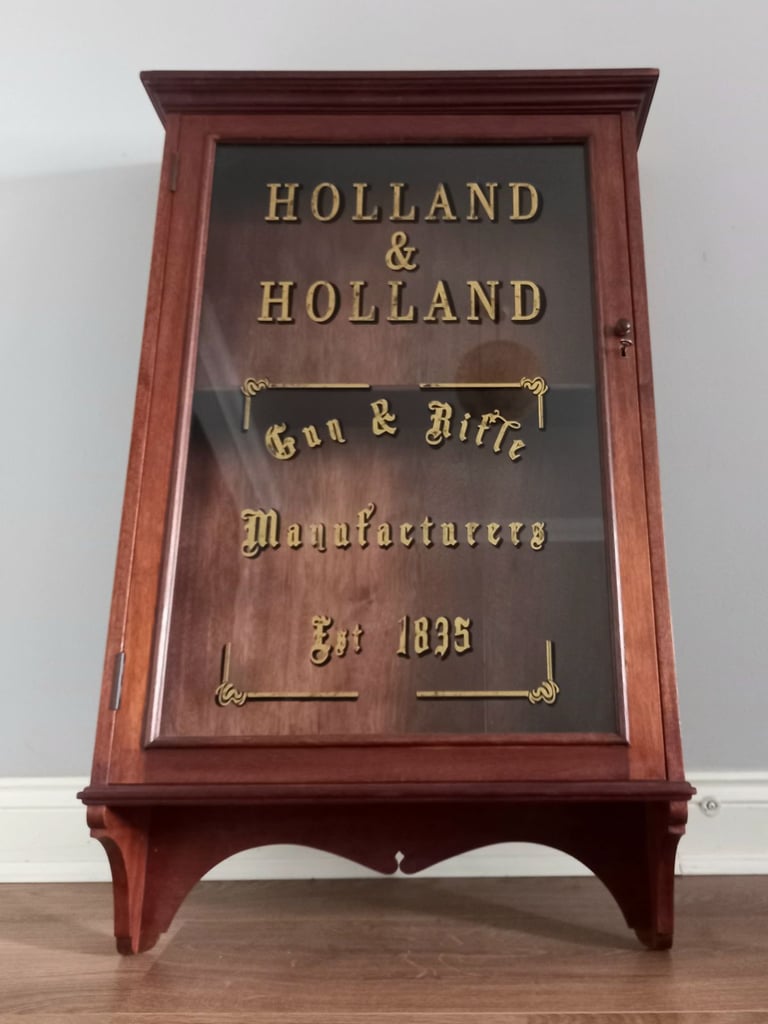 HOLLAND
&
HOLLAND
Gun & Rifle
Manufacturers
Est 1835